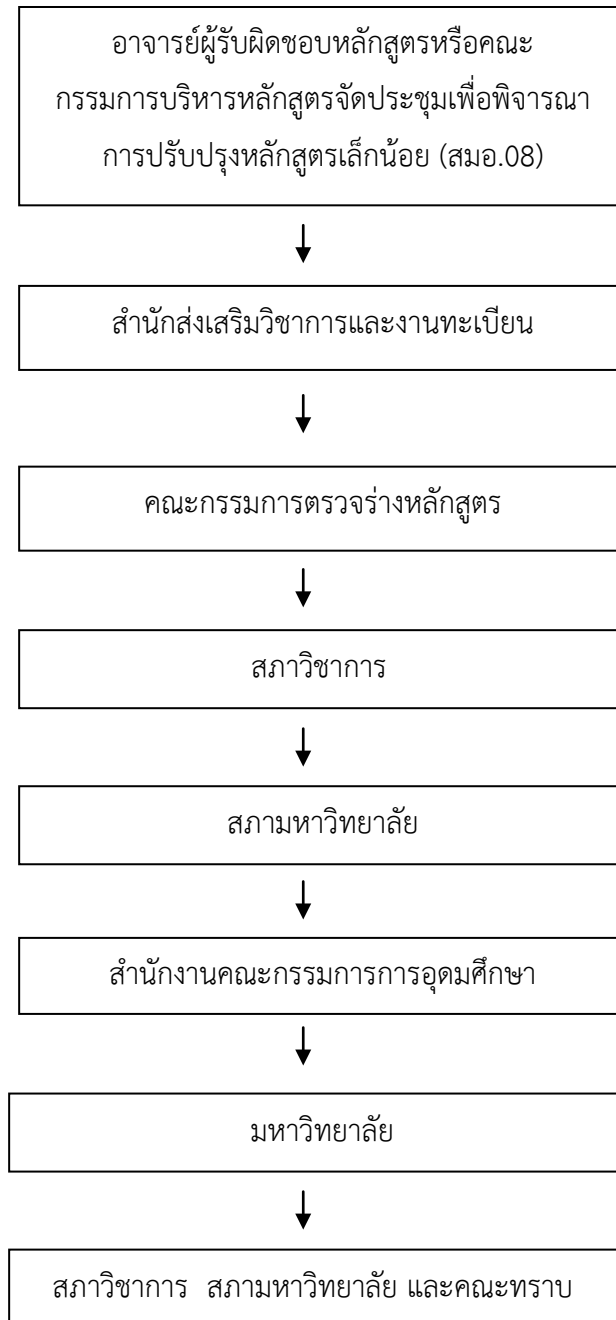 อาจารย์ผู้รับผิดชอบหลักสูตรหรือคณะ
กรรมการบริหารหลักสูตรจัดประชุมเพื่อพิจารณา
การปรับปรุงหลักสูตรเล็กน้อย (สมอ.08)
สำนักส่งเสริมวิชาการและงานทะเบียน
คณะกรรมการตรวจร่างหลักสูตร
สภาวิชาการ
สภามหาวิทยาลัย
สำนักงานคณะกรรมการการอุดมศึกษา
มหาวิทยาลัย
สภาวิชาการ  สภามหาวิทยาลัย และคณะทราบ